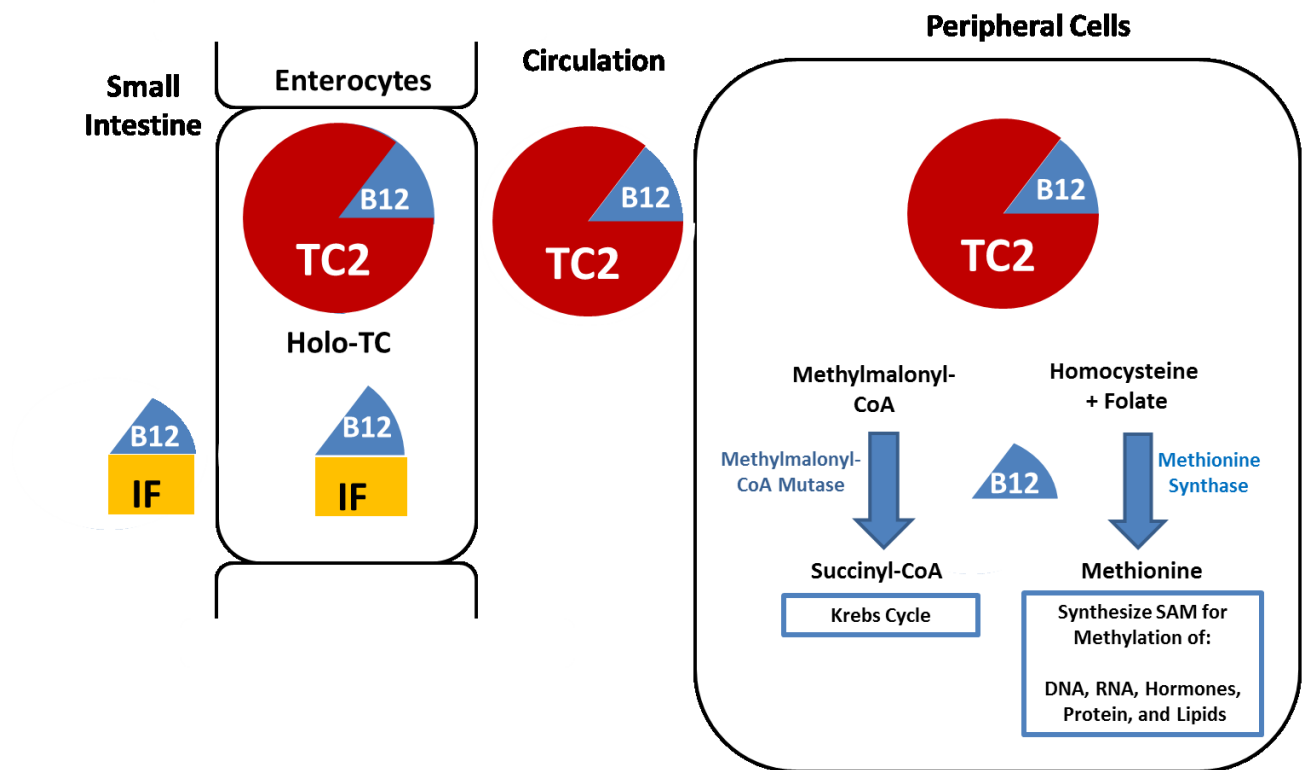 Small
Intestine
B12
IF
Enterocytes
B12
TC2
Holo-TC
B12
IF
Circulation
B12
TC2
Peripheral Cells
B12
TC2
Methylmalonyl-
CoA
Methylmalonyl-
CoA Mutase
Succinyl-CoA
Krebs Cycle
B12
Homocysteine
+ Folate
Methionine
Synthase
Methionine
Synthesize SAM for
Methylation of:
DNA, RNA, Hormones,
Protein, and Lipids